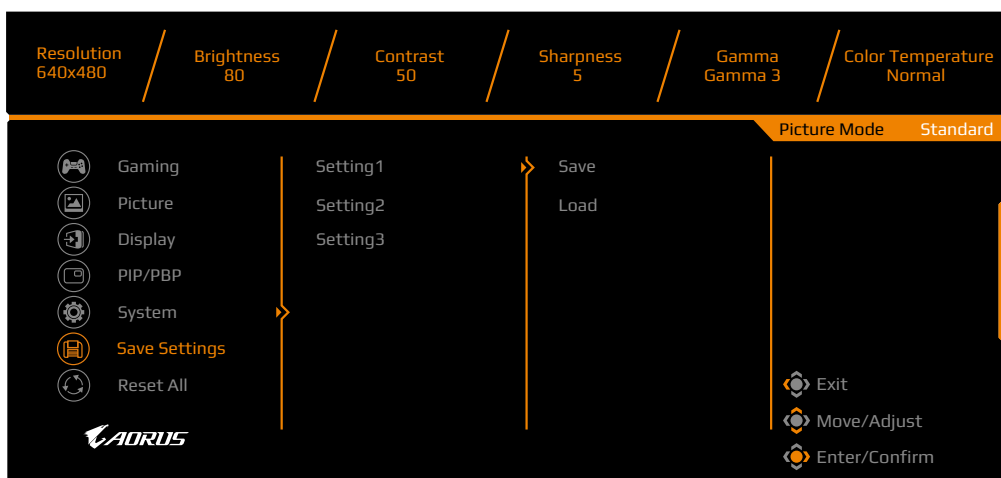 Resolution
640x480
Brightness
80
Contrast
50
Sharpness
5
Gamma
Gamma 3
Color Temperature
Normal
Picture Mode Standard
Gaming
Picture
Display
PIP/PBP
System
Save Settings
Reset All
Setting1
Setting2
Setting3
Save
Load
Exit
Move/Adjust
Enter/Confirm
AORUS